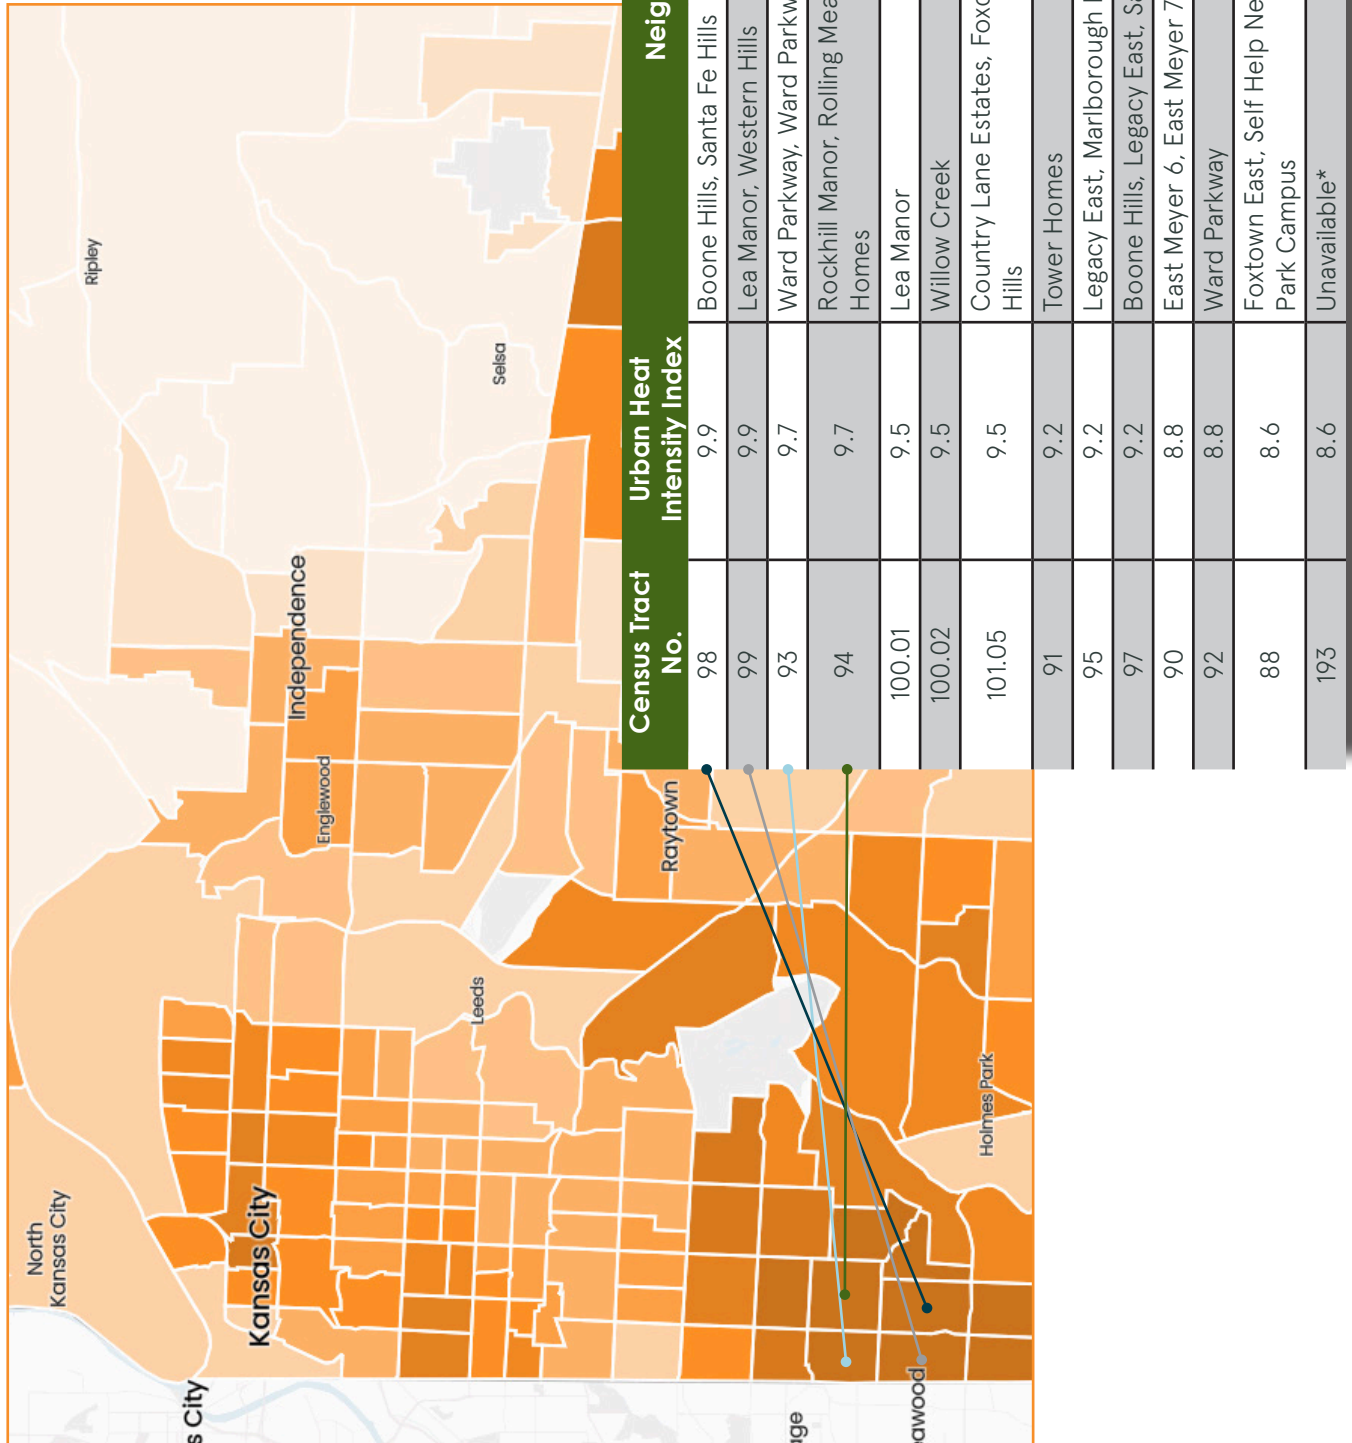 Ripley
Selsa
Independence
Englewood
Raytown
Leeds
Holmes Park
North
Kansas City
Kansas City
s City
age
awood
Census Tract
No.
Urban Heat
Intensity Index
Neig
98 9.9 Boone Hills, Santa Fe Hills
99 9.9 Lea Manor, Western Hills
93 9.7 Ward Parkway, Ward Parkw
94 9.7 Rockhill Manor, Rolling Mea
Homes
100.01 9.5 Lea Manor
100.02 9.5 Willow Creek
101.05 9.5 Country Lane Estates, Foxc
Hills
91 9.2 Tower Homes
95 9.2 Legacy East, Marlborough
97 9.2 Boone Hills, Legacy East, Sa
90 8.8 East Meyer 6, East Meyer 7
92 8.8 Ward Parkway
88 8.6 Foxtown East, Self Help Ne
Park Campus
193 8.6 Unavailable*